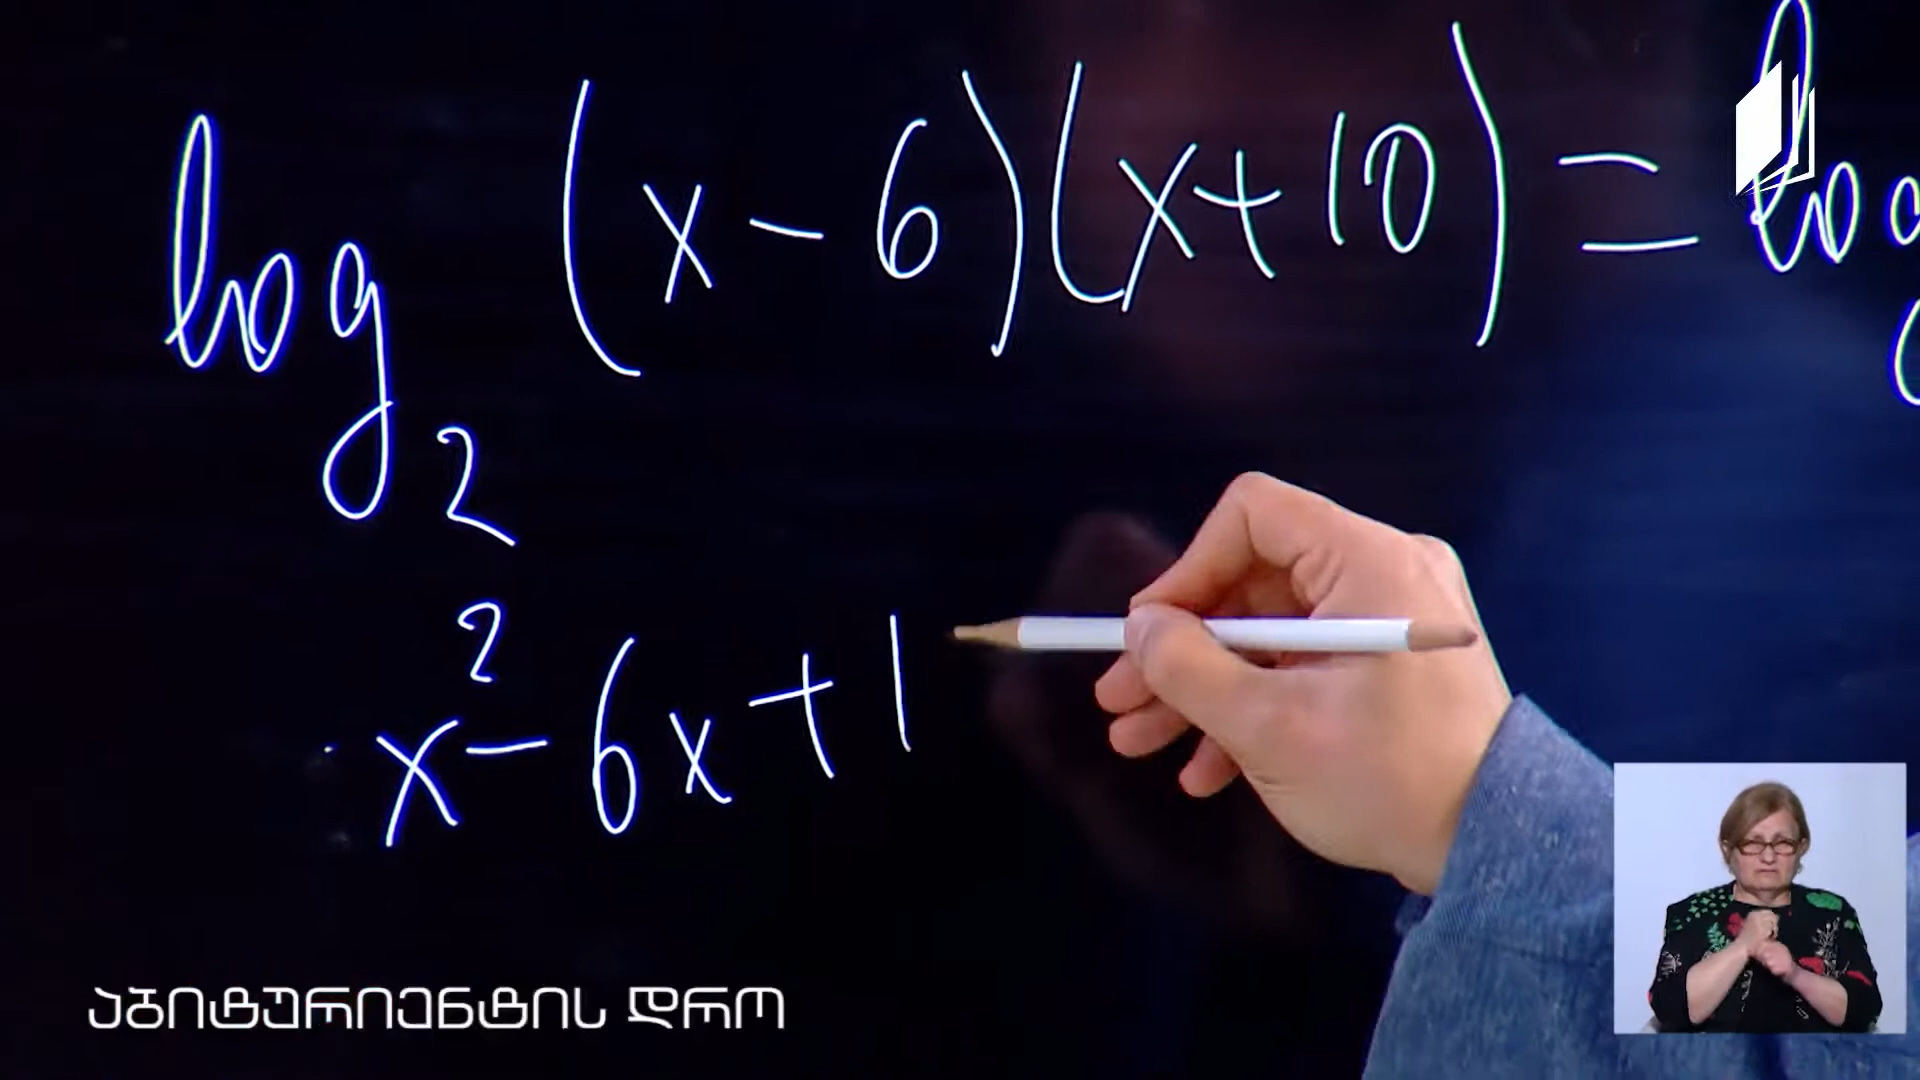 log₂ (x - 6)(x + 10) = log
x² - 6x + 1
აბიტურიენტის დრო